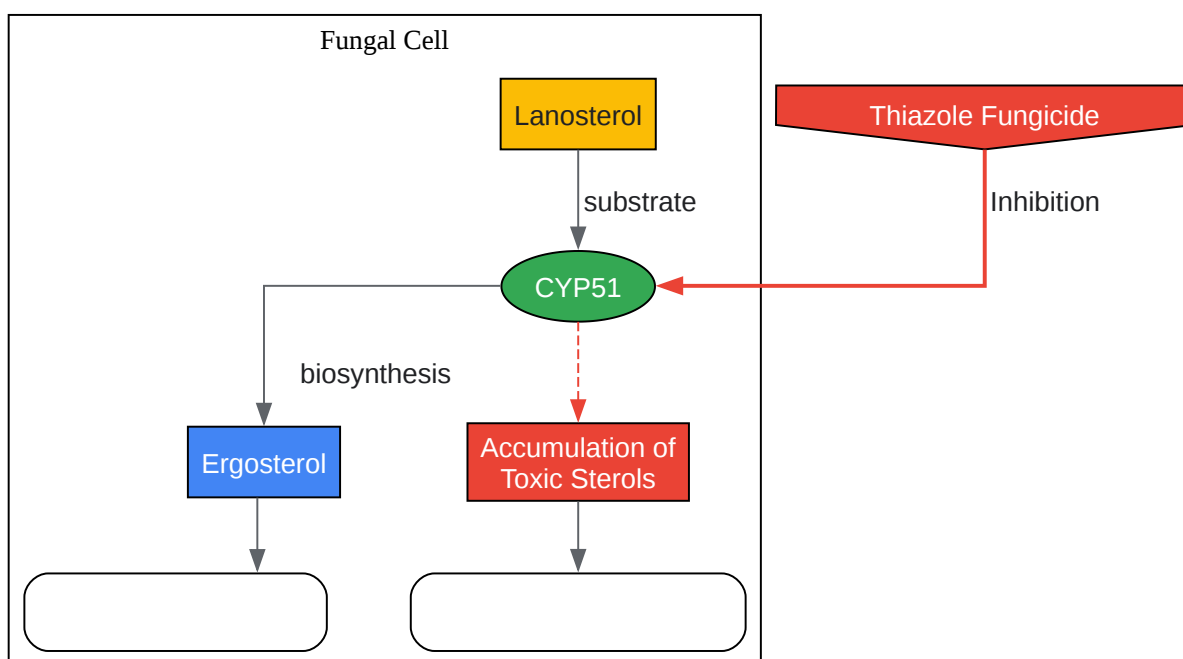 Fungal Cell
Lanosterol
Thiazole Fungicide
substrate
Inhibition
CYP51
biosynthesis
Ergosterol
Accumulation of
Toxic Sterols